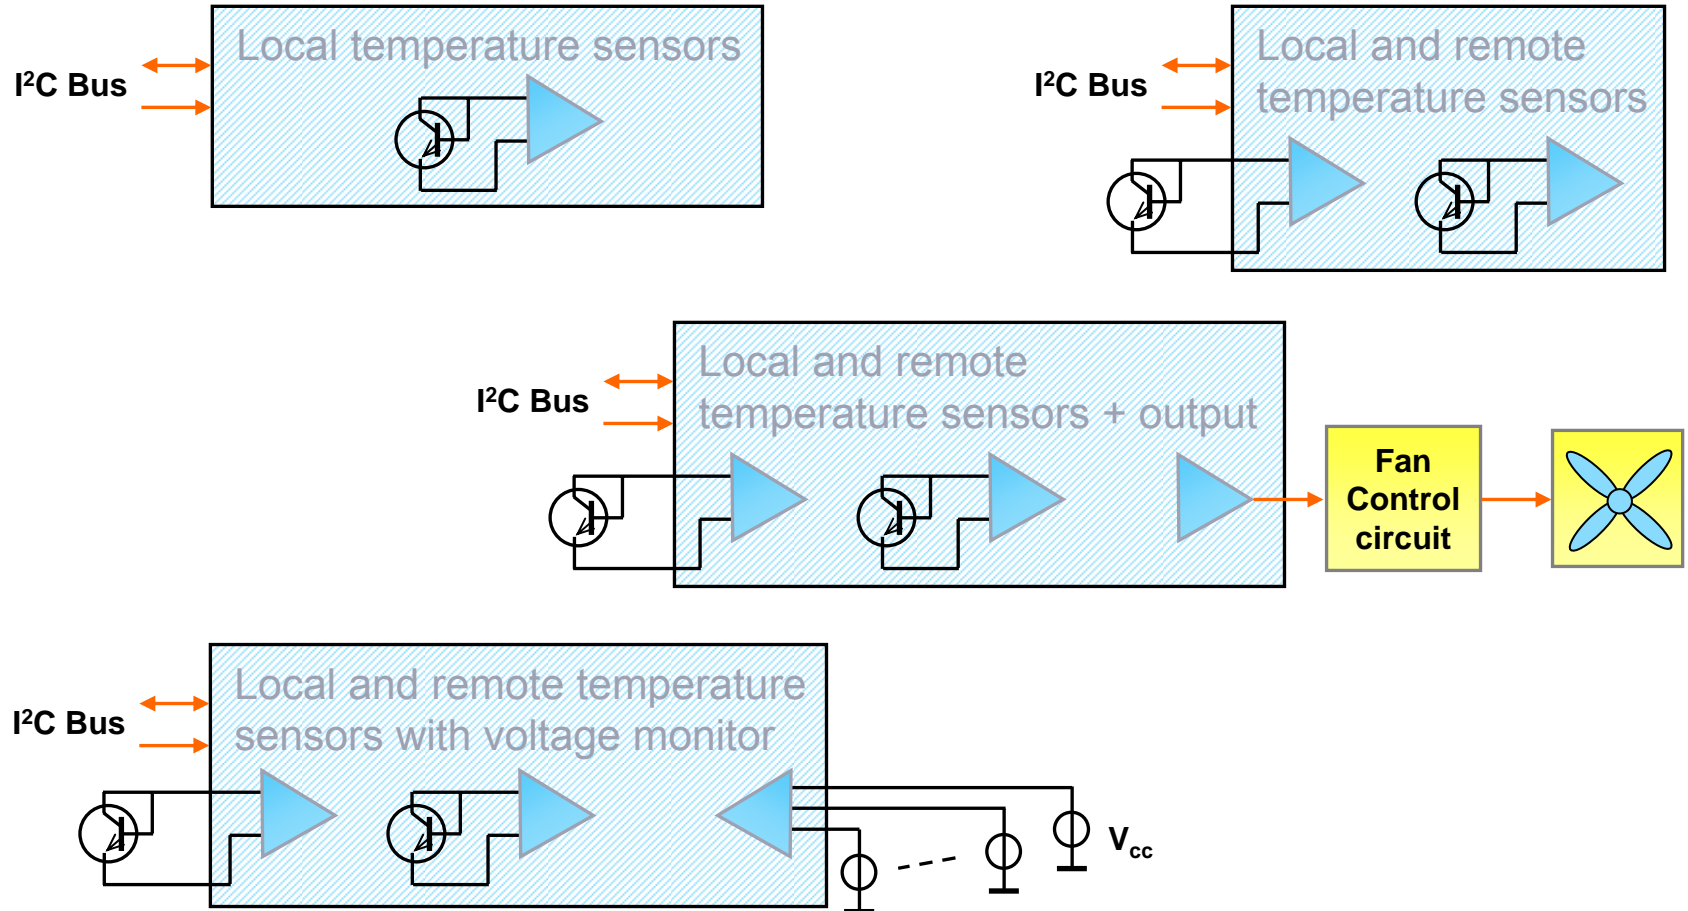 Local temperature sensors
I²C Bus
Local and remote
temperature sensors
I²C Bus
Local and remote
temperature sensors + output
I²C Bus
Fan
Control
circuit
Local and remote temperature
sensors with voltage monitor
I²C Bus
Vcc